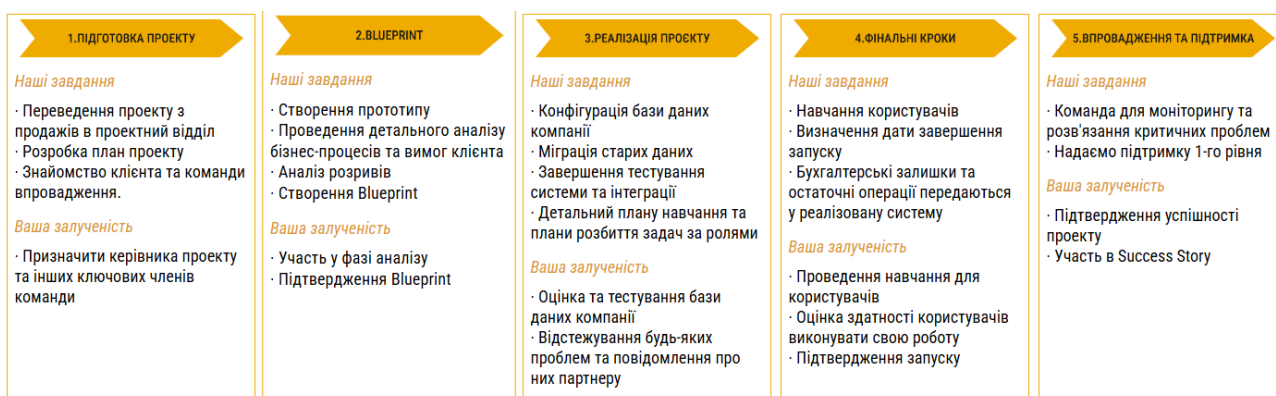 1.ПІДГОТОВКА ПРОЕКТУ
Наші завдання
· Переведення проекту з
продажів в проектний відділ
· Розробка план проекту
· Знайомство клієнта та команди
впровадження.
Ваша залученість
· Призначити керівника проекту
та інших ключових членів
команди
2.BLUEPRINT
Наші завдання
· Створення прототипу
· Проведення детального аналізу
бізнес-процесів та вимог клієнта
· Аналіз розривів
· Створення Blueprint
Ваша залученість
· Участь у фазі аналізу
· Підтвердження Blueprint
3.РЕАЛІЗАЦІЯ ПРОЄКТУ
Наші завдання
· Конфігурація бази даних
компанії
· Міграція старих даних
· Завершення тестування
системи та інтеграції
· Детальний плану навчання та
плани розбиття задач за ролями
Ваша залученість
· Оцінка та тестування бази
даних компанії
· Відстежування будь-яких
проблем та повідомлення про
них партнеру
4.ФІНАЛЬНІ КРОКИ
Наші завдання
· Навчання користувачів
· Визначення дати завершення
запуску
· Бухгалтерські залишки та
остаточні операції передаються
у реалізовану систему
Ваша залученість
· Проведення навчання для
користувачів
· Оцінка здатності користувачів
виконувати свою роботу
· Підтвердження запуску
5.ВПРОВАДЖЕННЯ ТА ПІДТРИМКА
Наші завдання
· Команда для моніторингу та
розв'язання критичних проблем
· Надаємо підтримку 1-го рівня
Ваша залученість
· Підтвердження успішності
проекту
· Участь в Success Story